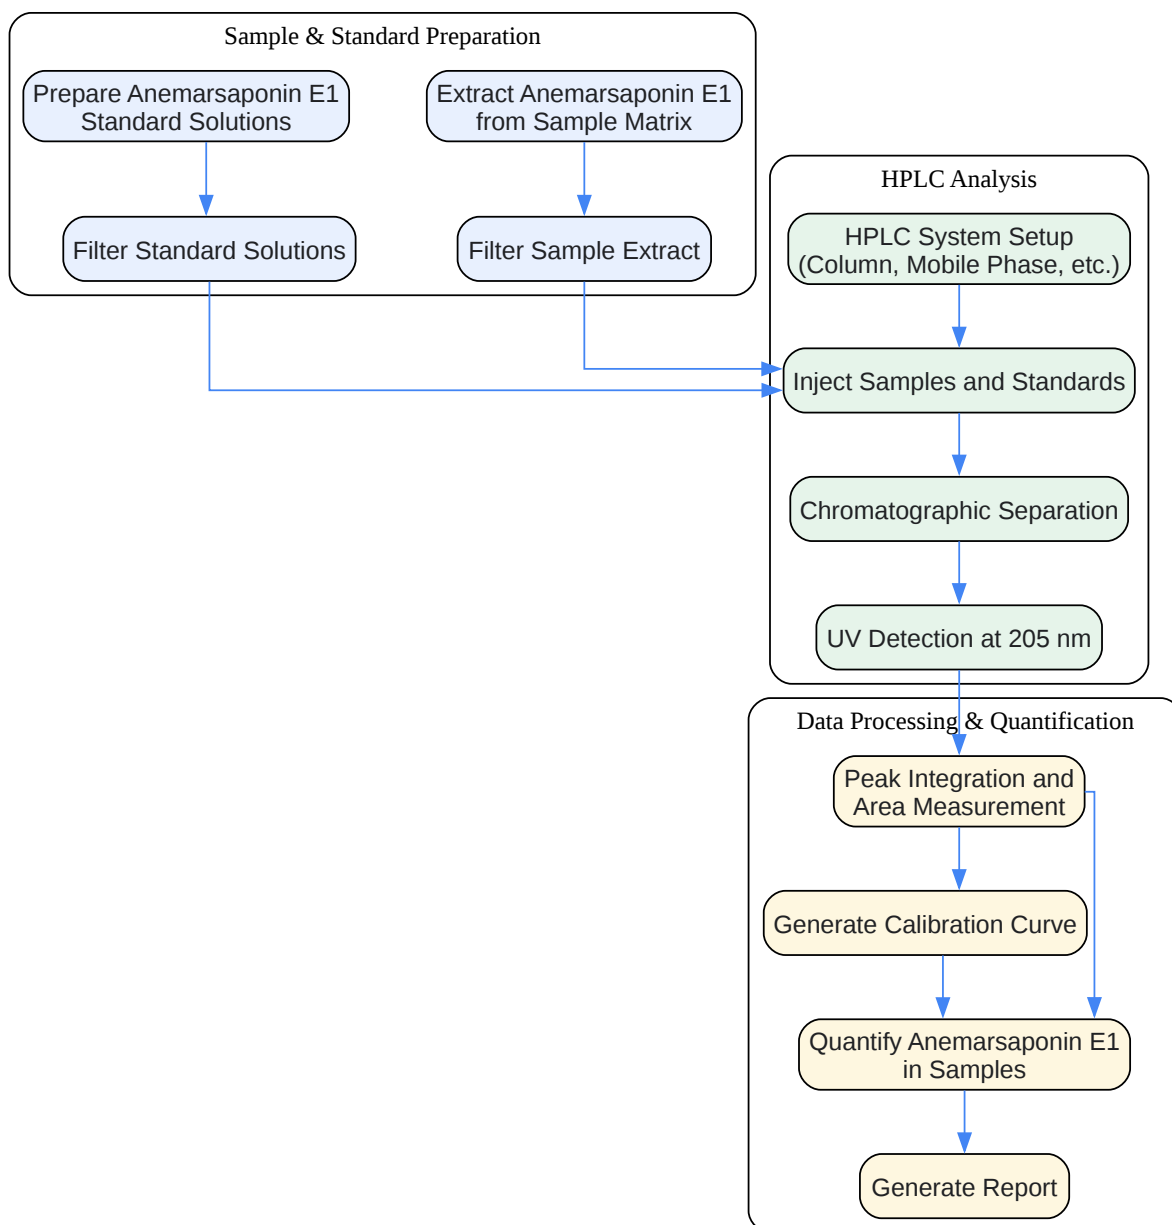 Sample & Standard Preparation
Prepare Anemarsaponin E1
Standard Solutions
Extract Anemarsaponin E1
from Sample Matrix
Filter Standard Solutions
Filter Sample Extract
HPLC Analysis
HPLC System Setup
(Column, Mobile Phase, etc.)
Inject Samples and Standards
Chromatographic Separation
UV Detection at 205 nm
Data Processing & Quantification
Peak Integration and
Area Measurement
Generate Calibration Curve
Quantify Anemarsaponin E1
in Samples
Generate Report